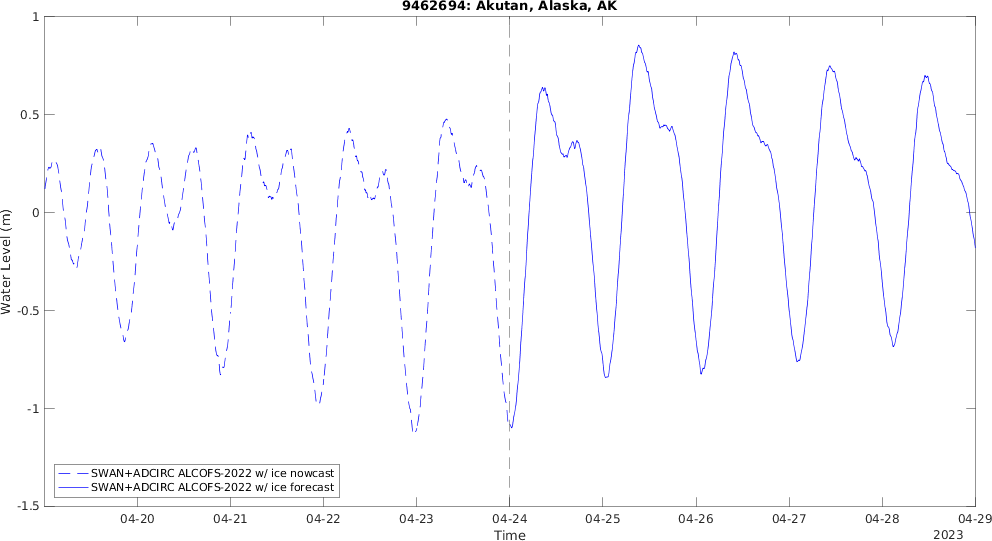 9462694: Akutan, Alaska, AK
1
0.5
0
-0.5
-1
-1.5
Water Level (m)
SWAN+ADCIRC ALCOFS-2022 w/ ice nowcast
SWAN+ADCIRC ALCOFS-2022 w/ ice forecast
04-20 04-21 04-22 04-23 04-24 04-25 04-26 04-27 04-28 04-29
Time
2023